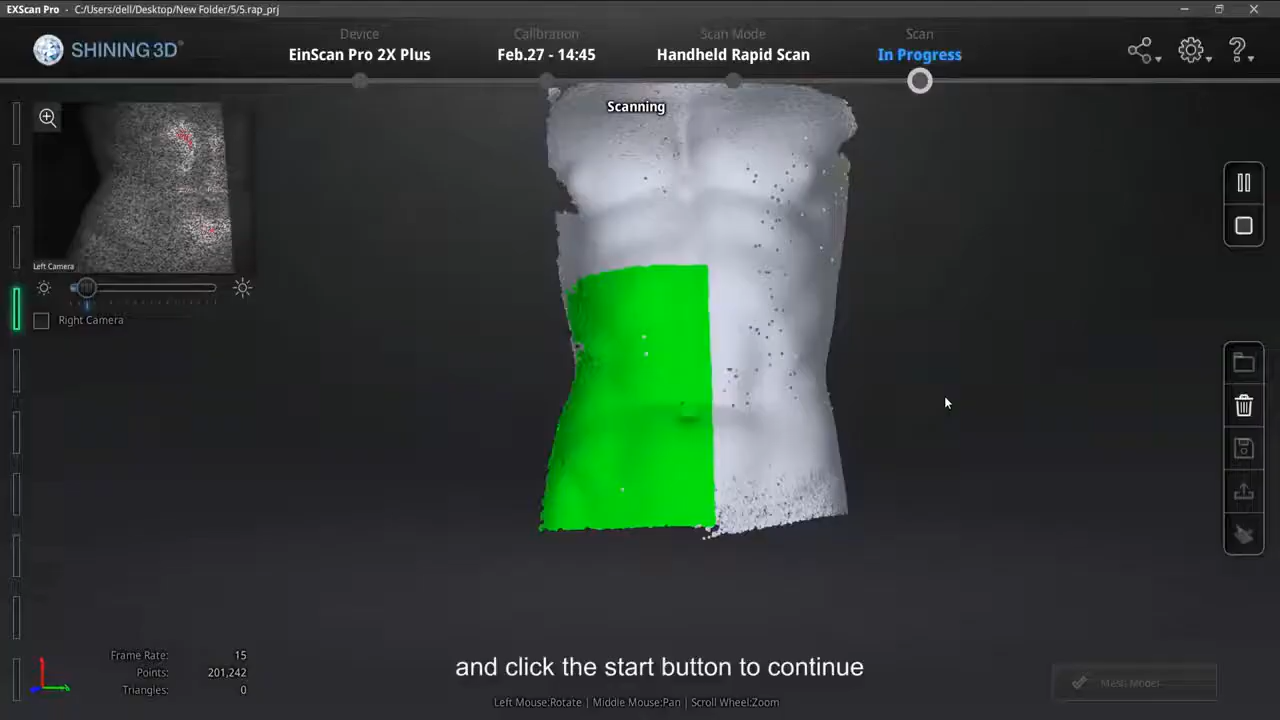 EXScan Pro - C:/Users/dell/Desktop/New Folder/5/5.rap_prj
SHINING 3D®
Device
EinScan Pro 2X Plus
Calibration
Feb.27 - 14:45
Scan Mode
Handheld Rapid Scan
Scan
In Progress
Scanning
Left Camera
Right Camera
Frame Rate: 15
Points: 201,242
Triangles: 0
and click the start button to continue
Mesh Model
Left Mouse:Rotate | Middle Mouse:Pan | Scroll Wheel:Zoom